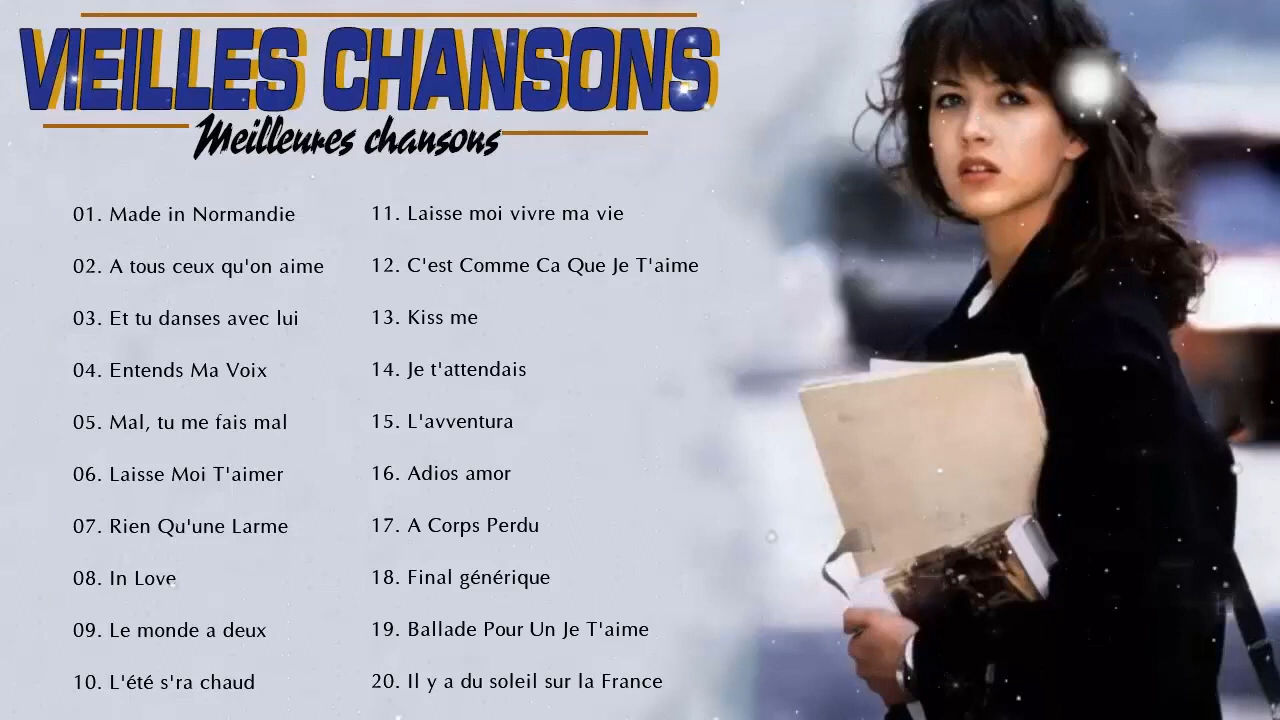 VIEILLES CHANSONS
Meilleures chansons
01. Made in Normandie
02. A tous ceux qu'on aime
03. Et tu danses avec lui
04. Entends Ma Voix
05. Mal, tu me fais mal
06. Laisse Moi T'aimer
07. Rien Qu'une Larme
08. In Love
09. Le monde a deux
10. L'été s'ra chaud
11. Laisse moi vivre ma vie
12. C'est Comme Ca Que Je T'aime
13. Kiss me
14. Je t'attendais
15. L'avventura
16. Adios amor
17. A Corps Perdu
18. Final générique
19. Ballade Pour Un Je T'aime
20. Il y a du soleil sur la France